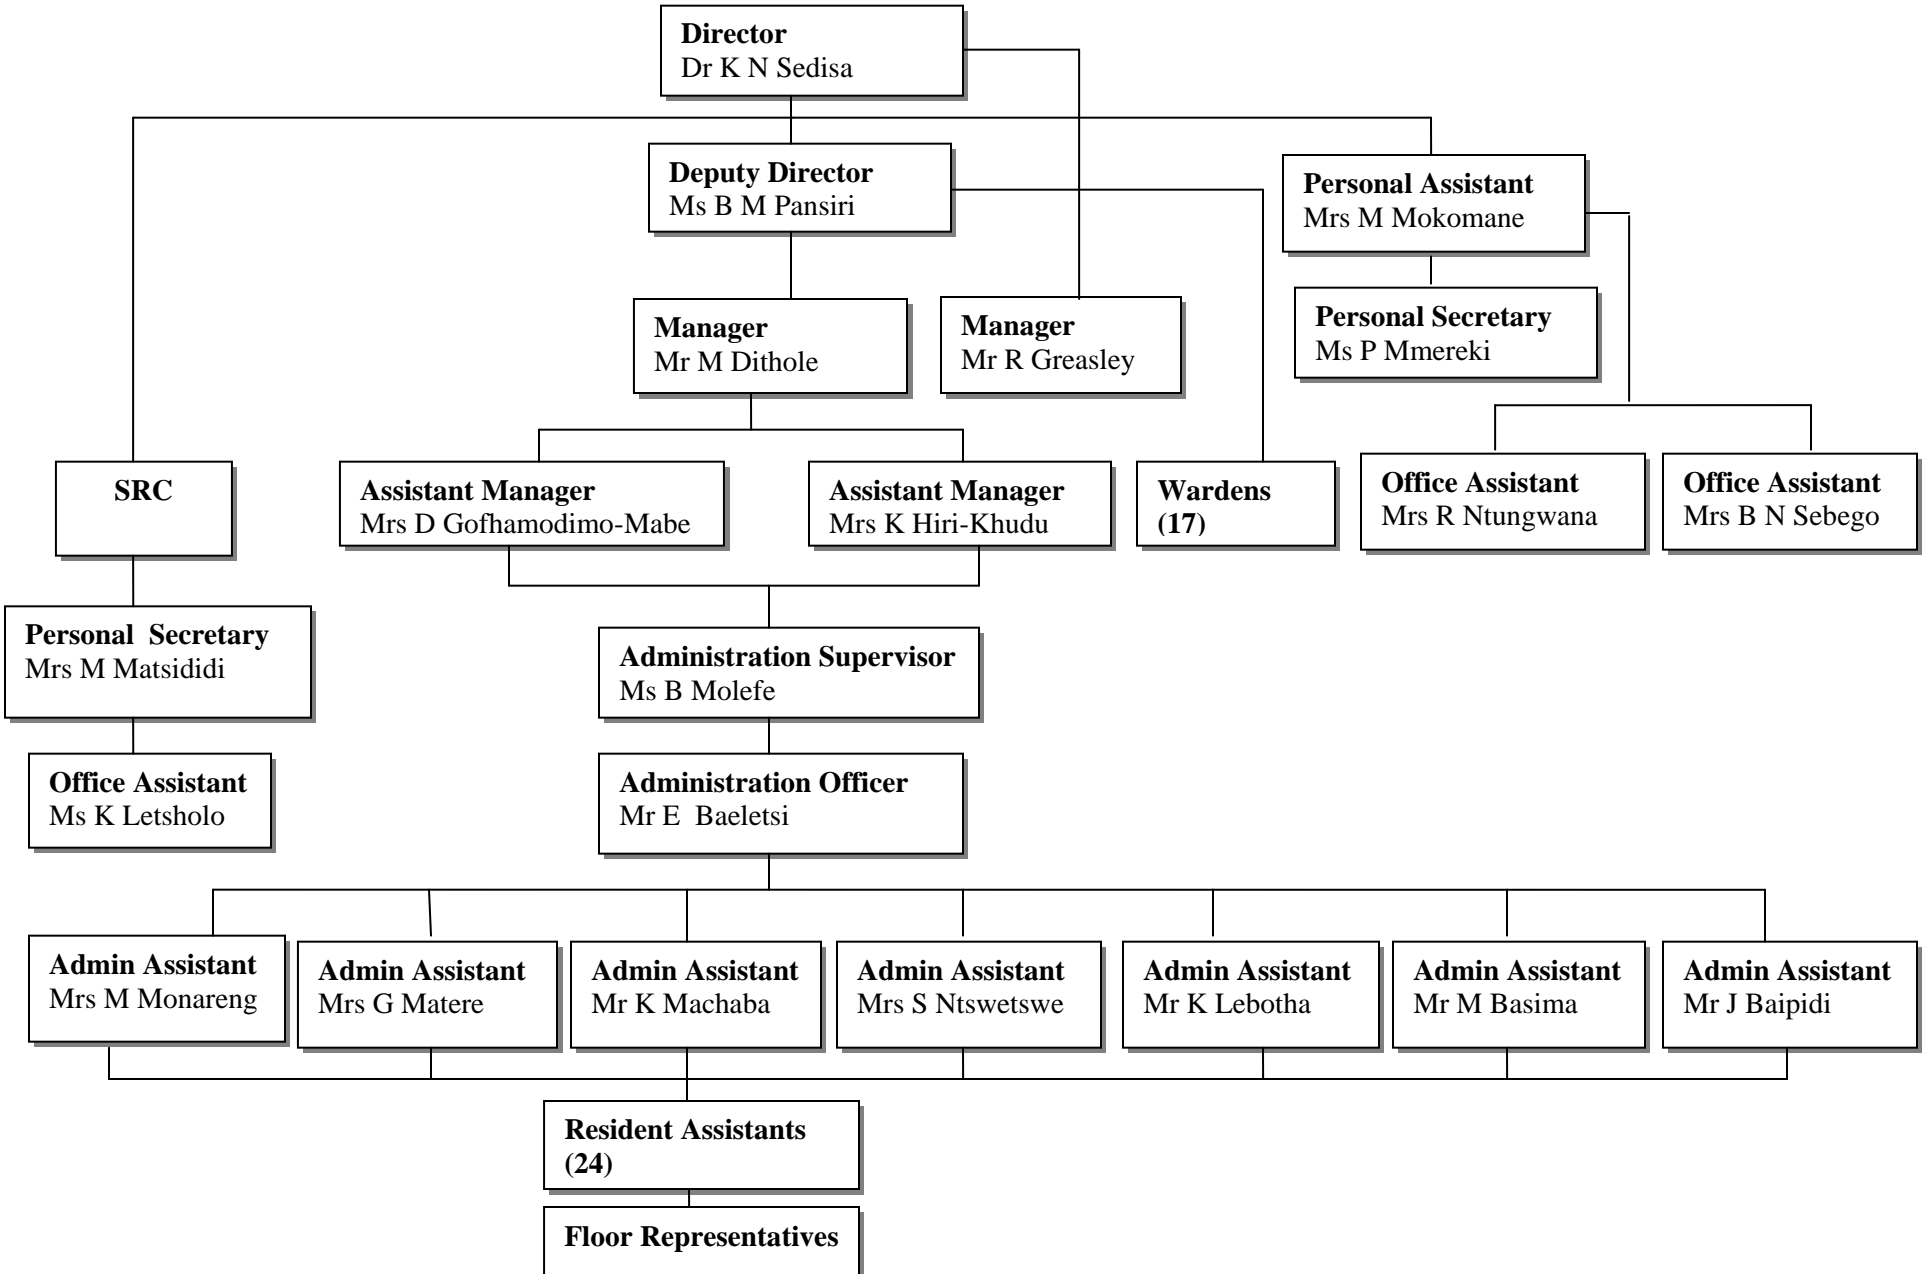 Director
Dr K N Sedisa
Deputy Director
Ms B M Pansiri
Personal Assistant
Mrs M Mokomane
Manager
Mr M Dithole
Manager
Mr R Greasley
Personal Secretary
Ms P Mmereki
SRC
Assistant Manager
Mrs D Gofhamodimo-Mabe
Assistant Manager
Mrs K Hiri-Khudu
Wardens
(17)
Office Assistant
Mrs R Ntungwana
Office Assistant
Mrs B N Sebego
Personal  Secretary
Mrs M Matsididi
Administration Supervisor
Ms B Molefe
Office Assistant
Ms K Letsholo
Administration Officer
Mr E  Baeletsi
Admin Assistant
Mrs M Monareng
Admin Assistant
Mrs G Matere
Admin Assistant
Mr K Machaba
Admin Assistant
Mrs S Ntswetswe
Admin Assistant
Mr K Lebotha
Admin Assistant
Mr M Basima
Admin Assistant
Mr J Baipidi
Resident Assistants
(24)
Floor Representatives